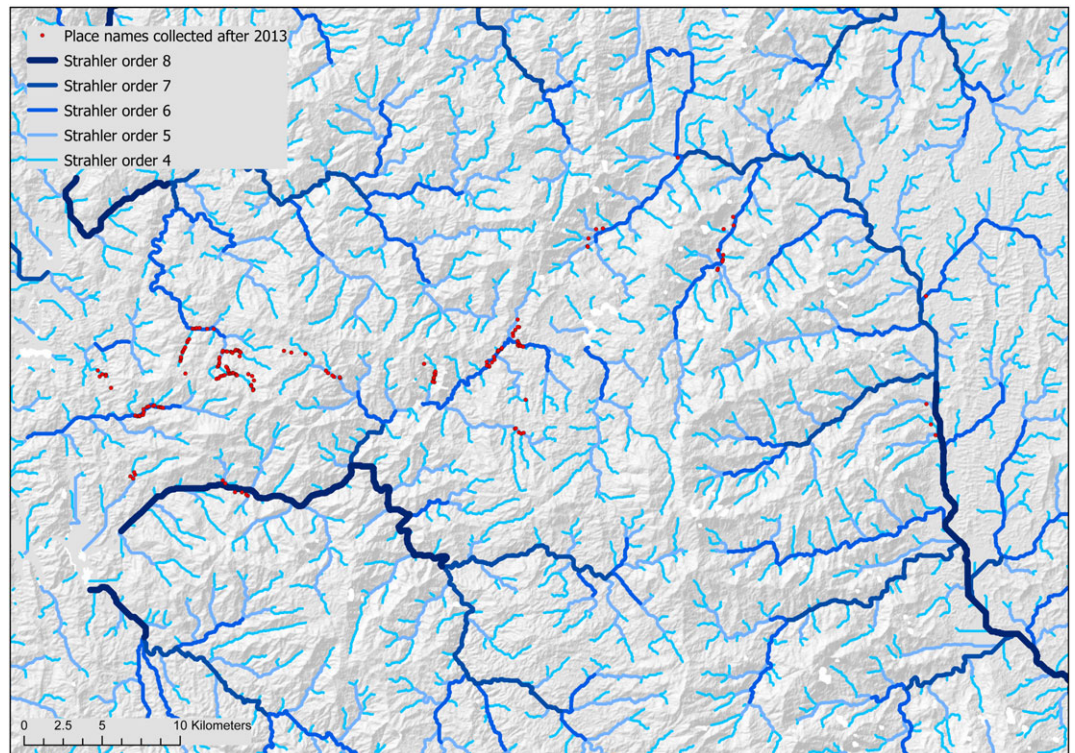 Place names collected after 2013
Strahler order 8
Strahler order 7
Strahler order 6
Strahler order 5
Strahler order 4
0 2.5 5 10 Kilometers